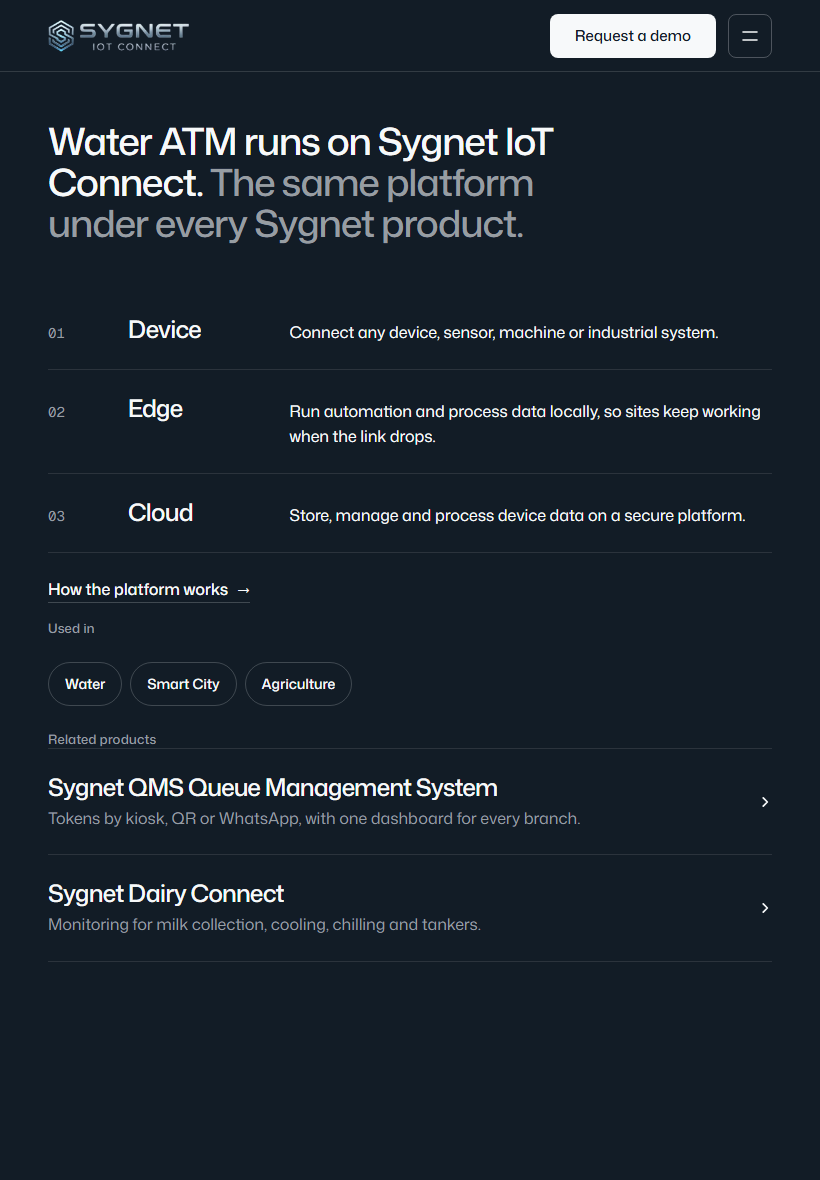 SYGNET
IOT CONNECT
Request a demo
Water ATM runs on Sygnet IoT
Connect. The same platform
under every Sygnet product.
01 Device Connect any device, sensor, machine or industrial system.
02 Edge Run automation and process data locally, so sites keep working
when the link drops.
03 Cloud Store, manage and process device data on a secure platform.
How the platform works →
Used in
Water Smart City Agriculture
Related products
Sygnet QMS Queue Management System
Tokens by kiosk, QR or WhatsApp, with one dashboard for every branch.
Sygnet Dairy Connect
Monitoring for milk collection, cooling, chilling and tankers.